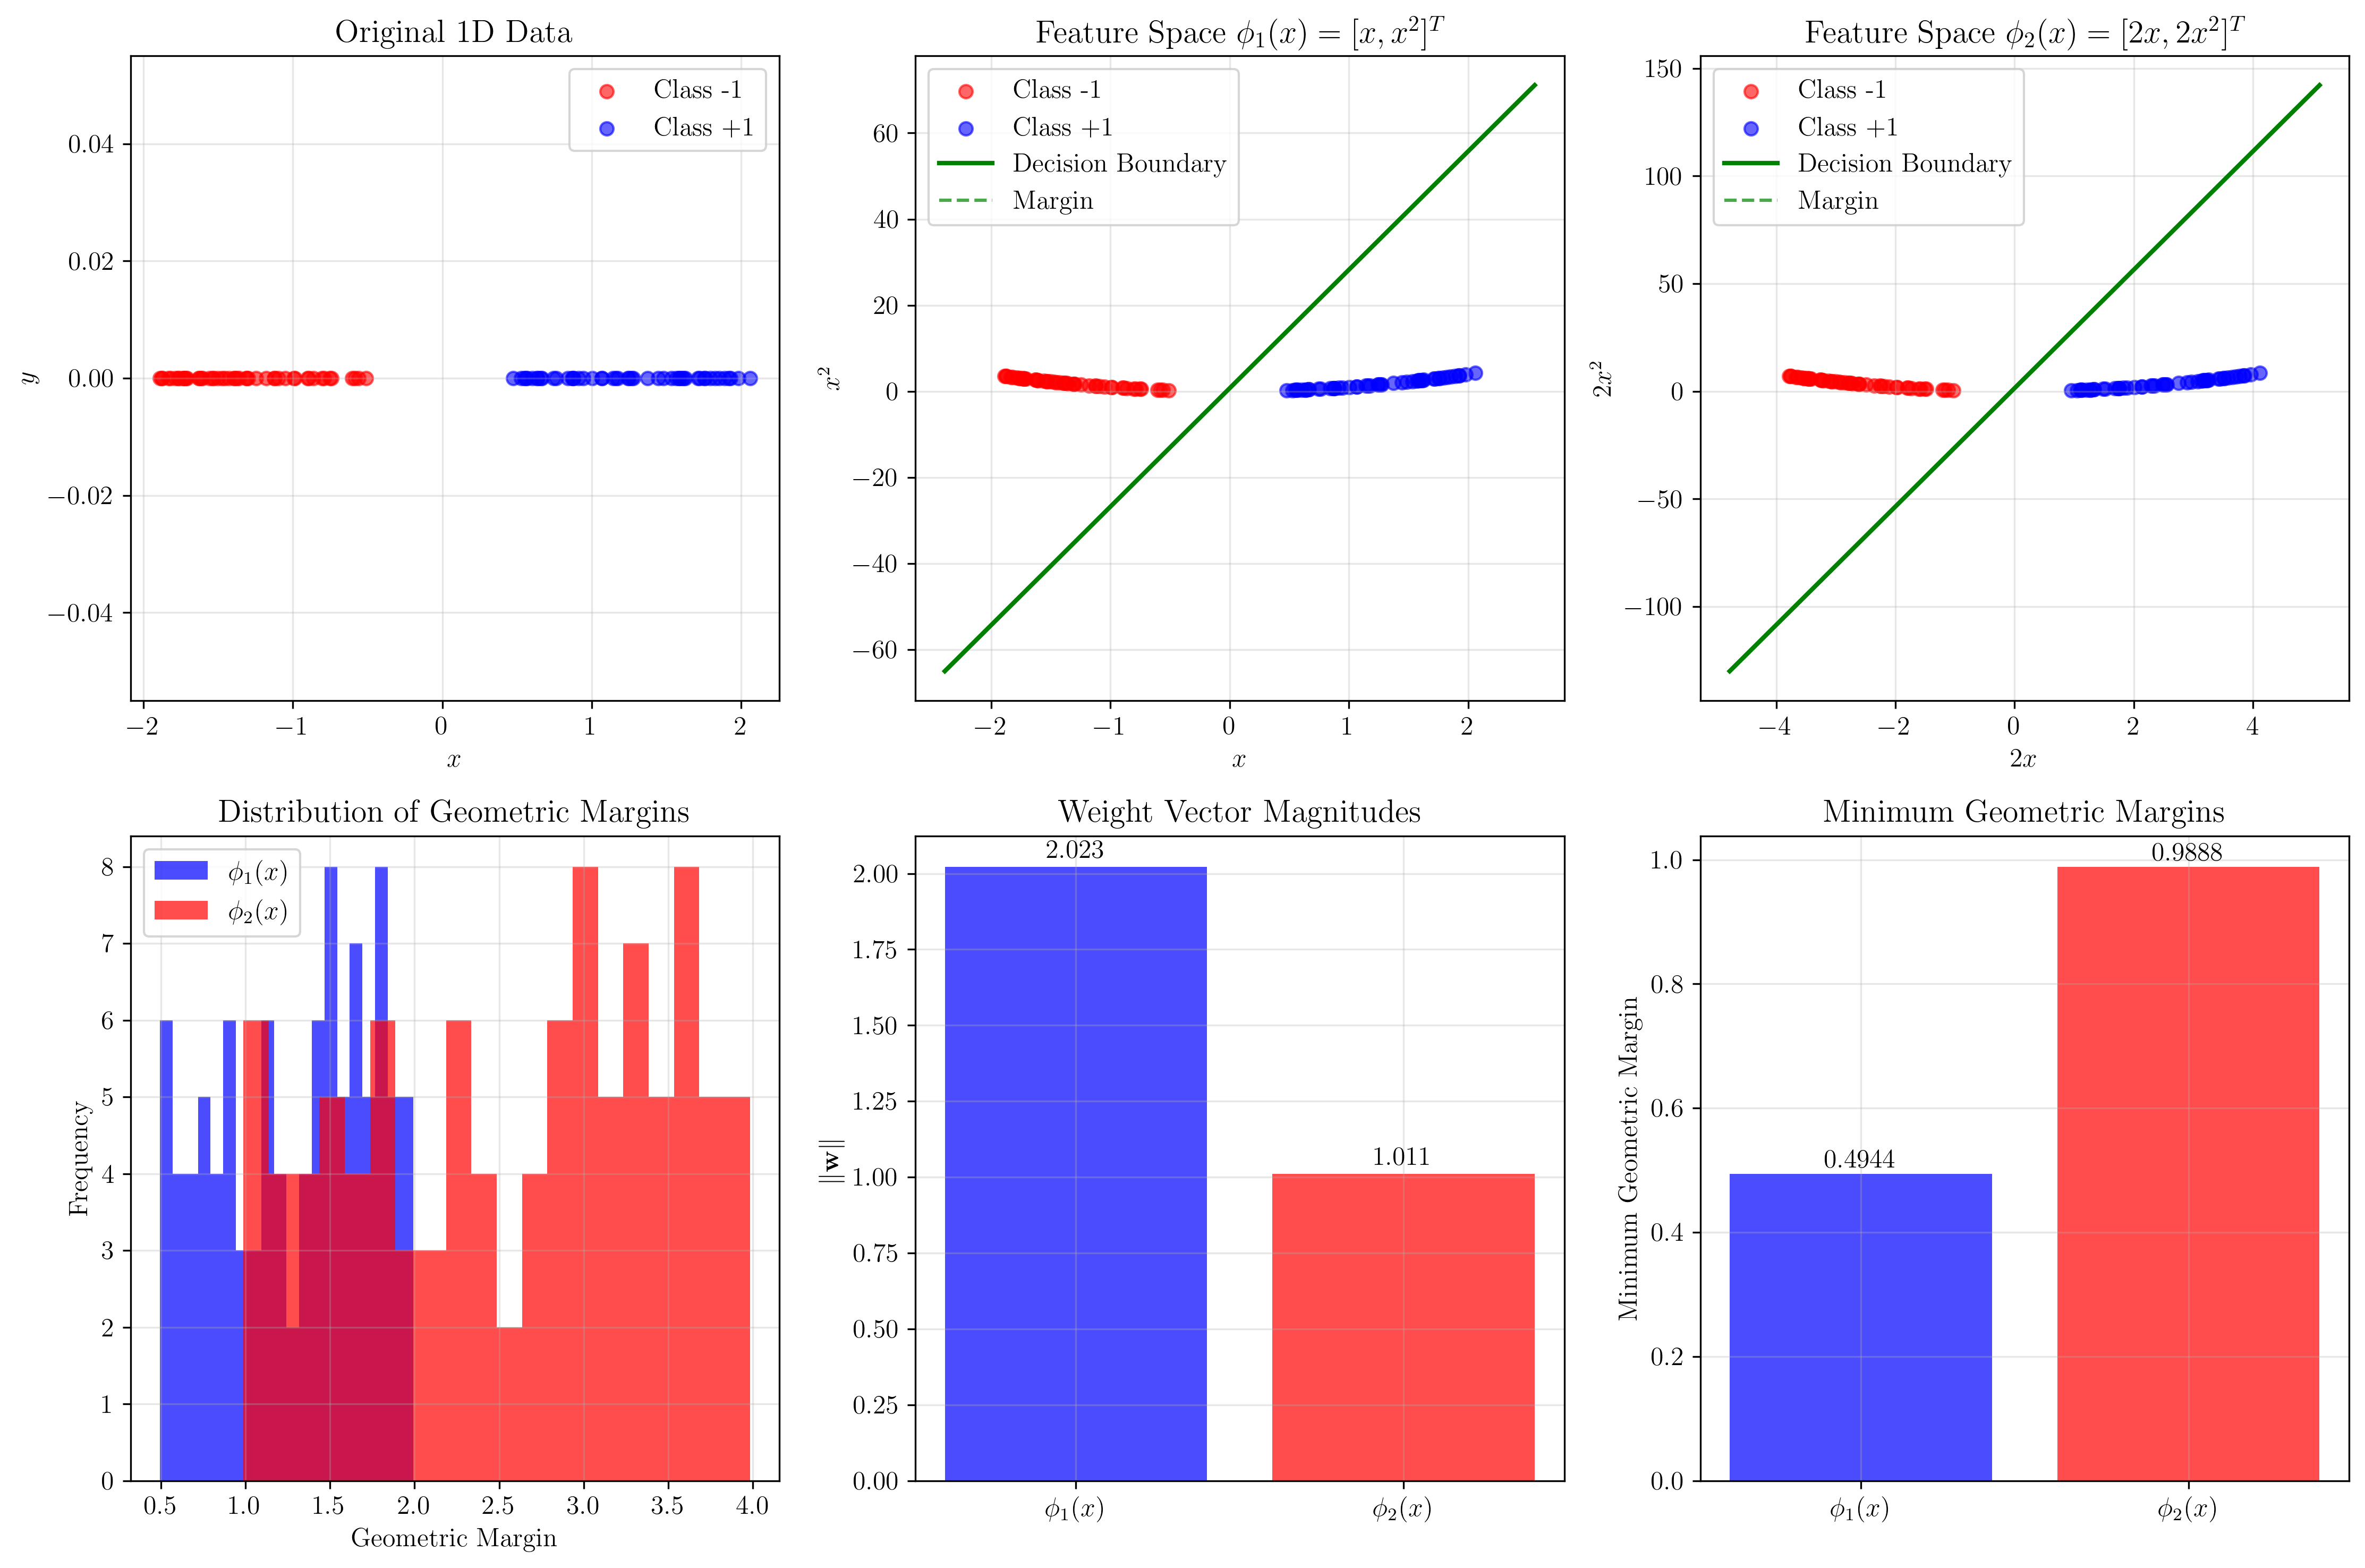 Original 1D Data
Class -1
Class +1
0.04
0.02
0.00
−0.02
−0.04
y
−2
−1
0
1
2
x
Feature Space ϕ₁(x) = [x, x²]ᵀ
Class -1
Class +1
Decision Boundary
Margin
60
40
20
0
−20
−40
−60
x²
−2
−1
0
1
2
x
Feature Space ϕ₂(x) = [2x, 2x²]ᵀ
Class -1
Class +1
Decision Boundary
Margin
150
100
50
0
−50
−100
2x²
−4
−2
0
2
4
2x
Distribution of Geometric Margins
ϕ₁(x)
ϕ₂(x)
8
7
6
5
4
3
2
1
0
Frequency
0.5
1.0
1.5
2.0
2.5
3.0
3.5
4.0
Geometric Margin
Weight Vector Magnitudes
2.023
1.011
2.00
1.75
1.50
1.25
1.00
0.75
0.50
0.25
0.00
||w||
ϕ₁(x)
ϕ₂(x)
Minimum Geometric Margins
0.9888
0.4944
1.0
0.8
0.6
0.4
0.2
0.0
Minimum Geometric Margin
ϕ₁(x)
ϕ₂(x)